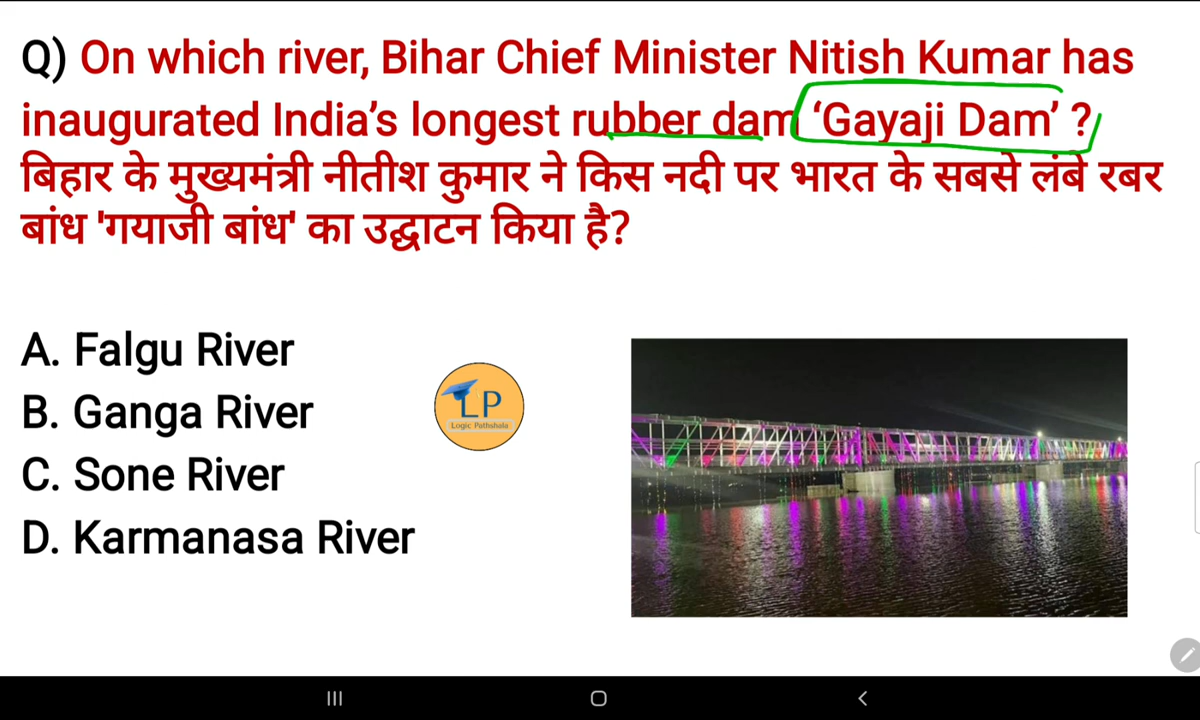 Q) On which river, Bihar Chief Minister Nitish Kumar has
inaugurated India's longest rubber dam 'Gayaji Dam' ?
बिहार के मुख्यमंत्री नीतीश कुमार ने किस नदी पर भारत के सबसे लंबे रबर
बांध 'गयाजी बांध' का उद्घाटन किया है?
A. Falgu River
B. Ganga River
C. Sone River
D. Karmanasa River
LP
Logic Pathshala